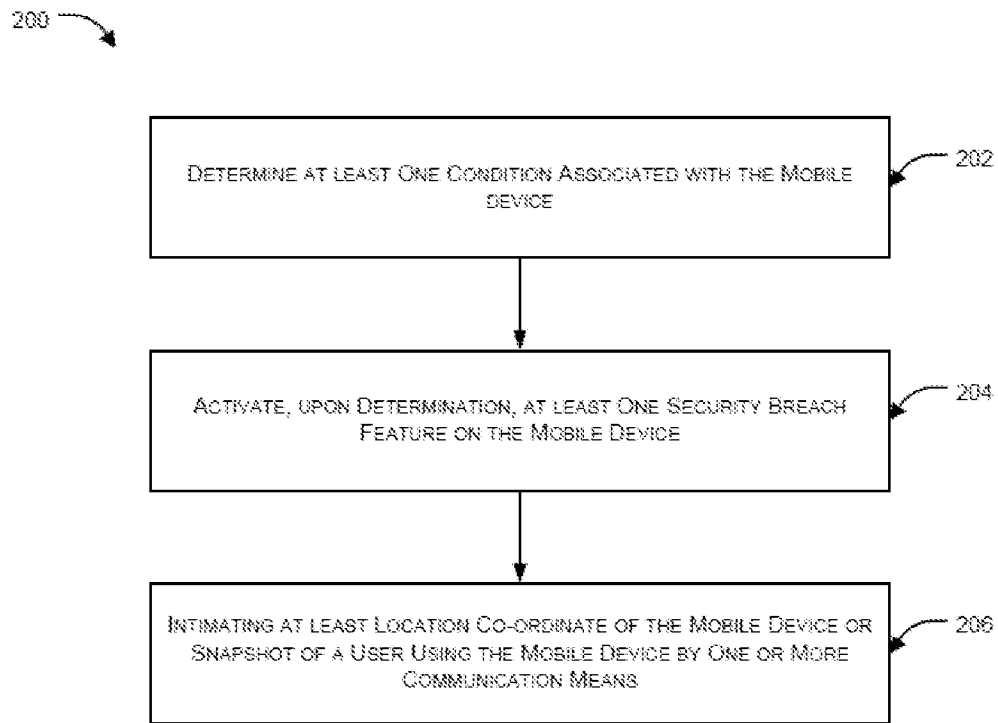 200
DETERMINE AT LEAST ONE CONDITION ASSOCIATED WITH THE MOBILE
DEVICE
202
ACTIVATE, UPON DETERMINATION, AT LEAST ONE SECURITY BREACH
FEATURE ON THE MOBILE DEVICE
204
INTIMATING AT LEAST LOCATION CO-ORDINATE OF THE MOBILE DEVICE OR
SNAPSHOT OF A USER USING THE MOBILE DEVICE BY ONE OR MORE
COMMUNICATION MEANS
206